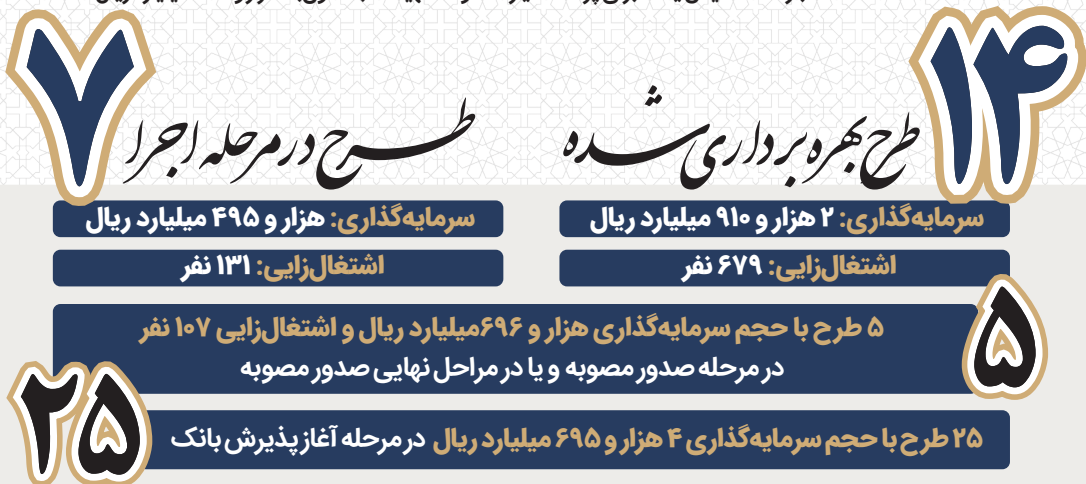 ۱۴
طرح بهره برداری شده
سرمایه‌گذاری: ۲ هزار و ۹۱۰ میلیارد ریال
اشتغال‌زایی: ۶۷۹ نفر
۷
طرح در مرحله اجرا
سرمایه‌گذاری: هزار و ۴۹۵ میلیارد ریال
اشتغال‌زایی: ۱۳۱ نفر
۵
۵ طرح با حجم سرمایه‌گذاری هزار و ۶۹۶میلیارد ریال و اشتغال‌زایی ۱۰۷ نفر
در مرحله صدور مصوبه و یا در مراحل نهایی صدور مصوبه
۲۵
۲۵ طرح با حجم سرمایه‌گذاری ۴ هزار و ۶۹۵ میلیارد ریال در مرحله آغاز پذیرش بانک